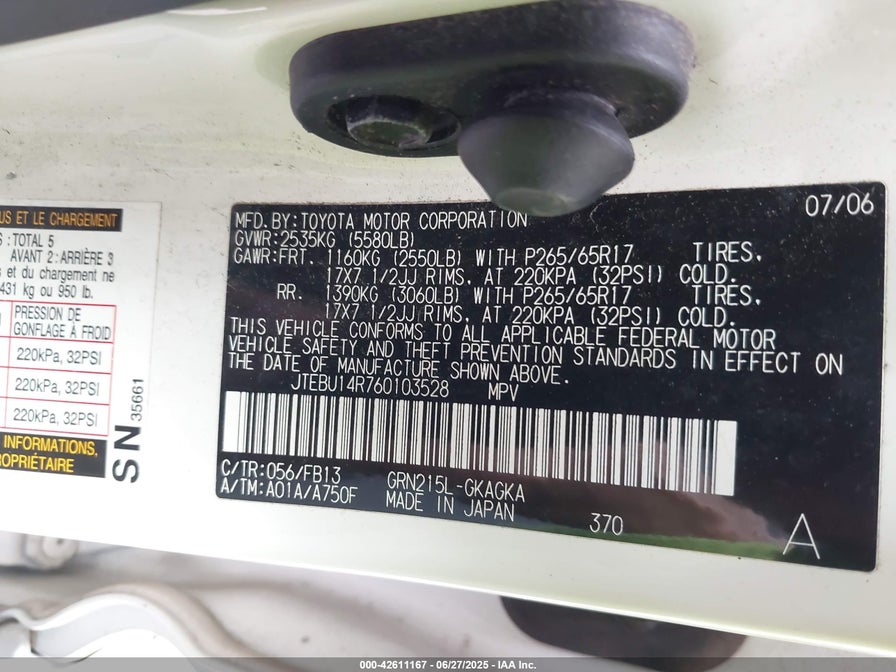 US ET LE CHARGEMENT
: TOTAL 5
AVANT 2: ARRIÈRE 3
s et du chargement ne
431 kg ou 950 lb.
PRESSION DE
GONFLAGE À FROID
220kPa, 32PSI
220kPa, 32PSI
220kPa, 32PSI
INFORMATIONS,
OPRIÉTAIRE
SN 35661
07/06
MFD. BY: TOYOTA MOTOR CORPORATION
GVWR: 2535KG (5580LB)
GAWR: FRT. 1160KG (2550LB) WITH P265/65R17 TIRES,
17X7 1/2JJ RIMS, AT 220KPA (32PSI) COLD.
RR. 1390KG (3060LB) WITH P265/65R17 TIRES,
17X7 1/2JJ RIMS, AT 220KPA (32PSI) COLD.
THIS VEHICLE CONFORMS TO ALL APPLICABLE FEDERAL MOTOR
VEHICLE SAFETY AND THEFT PREVENTION STANDARDS IN EFFECT ON
THE DATE OF MANUFACTURE SHOWN ABOVE.
JTEBU14R760103528 MPV
C/TR: 056/FB13 GRN215L-GKAGKA
A/TM: A01A/A750F MADE IN JAPAN
370
A
000-42611167 - 06/27/2025 - IAA Inc.